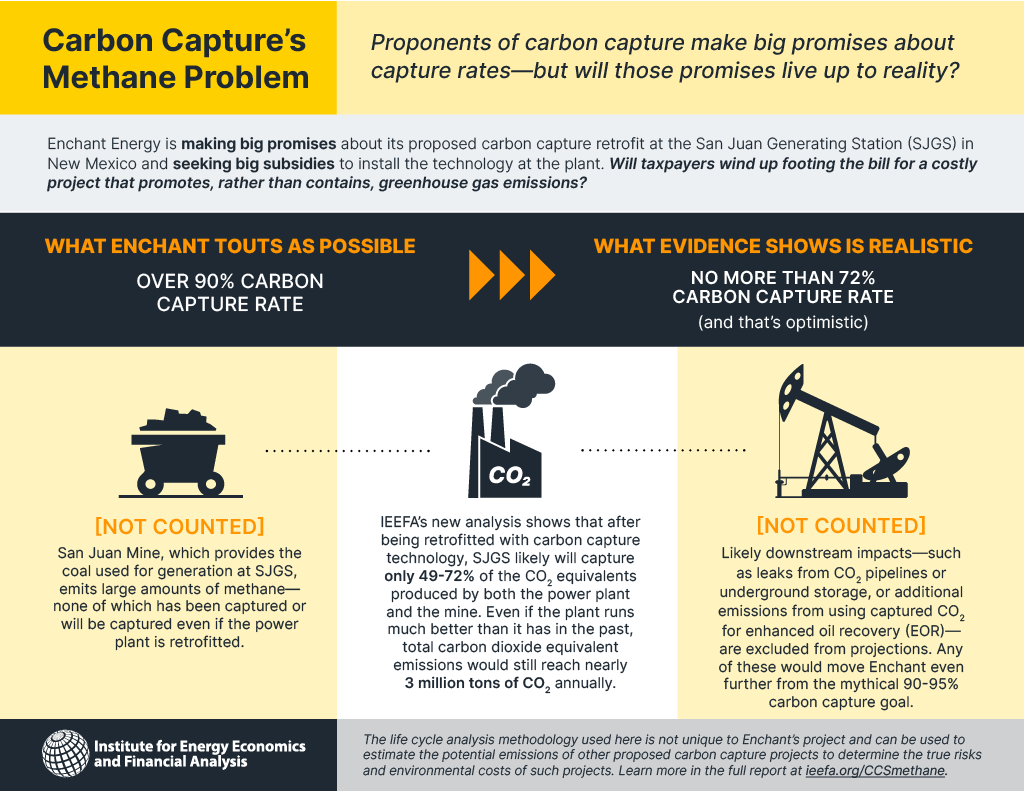 Carbon Capture's
Methane Problem
Proponents of carbon capture make big promises about
capture rates—but will those promises live up to reality?
Enchant Energy is making big promises about its proposed carbon capture retrofit at the San Juan Generating Station (SJGS) in
New Mexico and seeking big subsidies to install the technology at the plant. Will taxpayers wind up footing the bill for a costly
project that promotes, rather than contains, greenhouse gas emissions?
WHAT ENCHANT TOUTS AS POSSIBLE
OVER 90% CARBON
CAPTURE RATE
WHAT EVIDENCE SHOWS IS REALISTIC
NO MORE THAN 72%
CARBON CAPTURE RATE
(and that's optimistic)
[NOT COUNTED]
San Juan Mine, which provides the
coal used for generation at SJGS,
emits large amounts of methane—
none of which has been captured or
will be captured even if the power
plant is retrofitted.
CO₂
IEEFA's new analysis shows that after
being retrofitted with carbon capture
technology, SJGS likely will capture
only 49-72% of the CO₂ equivalents
produced by both the power plant
and the mine. Even if the plant runs
much better than it has in the past,
total carbon dioxide equivalent
emissions would still reach nearly
3 million tons of CO₂ annually.
[NOT COUNTED]
Likely downstream impacts—such
as leaks from CO₂ pipelines or
underground storage, or additional
emissions from using captured CO₂
for enhanced oil recovery (EOR)—
are excluded from projections. Any
of these would move Enchant even
further from the mythical 90-95%
carbon capture goal.
Institute for Energy Economics
and Financial Analysis
The life cycle analysis methodology used here is not unique to Enchant's project and can be used to
estimate the potential emissions of other proposed carbon capture projects to determine the true risks
and environmental costs of such projects. Learn more in the full report at ieefa.org/CCSmethane.